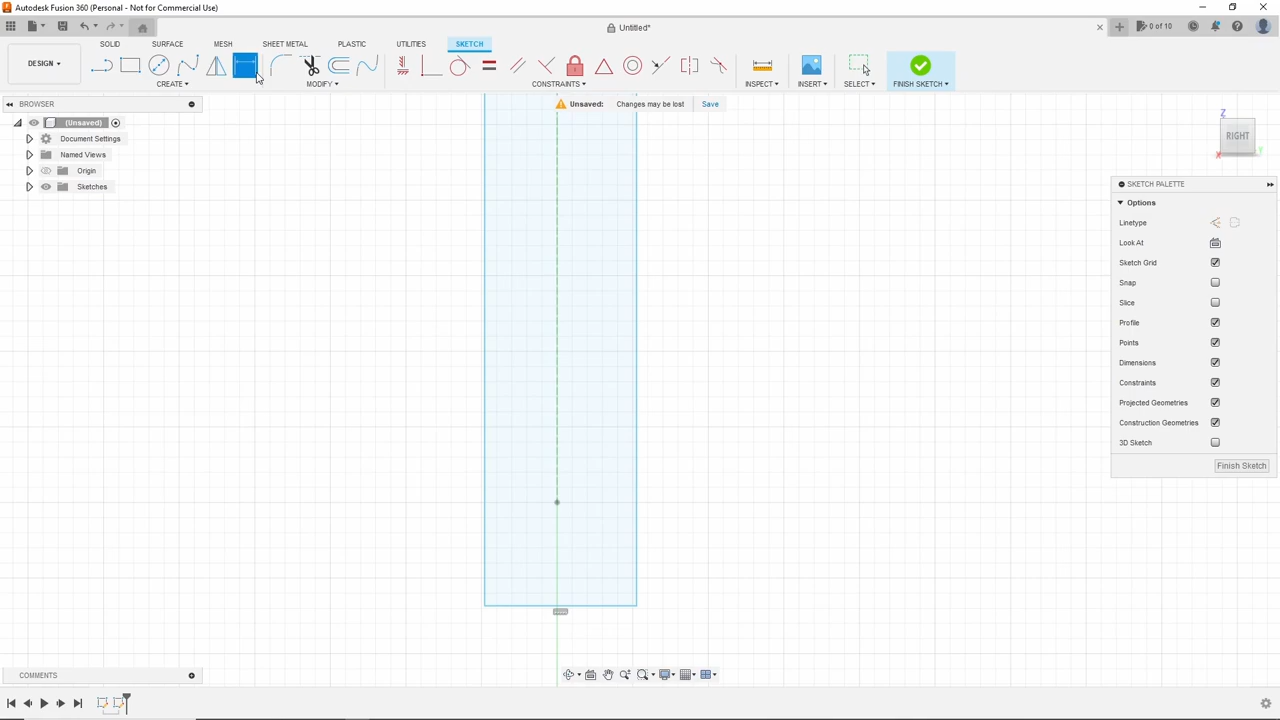 Autodesk Fusion 360 (Personal - Not for Commercial Use)
Untitled*
0 of 10
DESIGN
SOLID SURFACE MESH SHEET METAL PLASTIC UTILITIES SKETCH
CREATE MODIFY CONSTRAINTS INSPECT INSERT SELECT FINISH SKETCH
BROWSER
Unsaved: Changes may be lost Save
(Unsaved)
Document Settings
Named Views
Origin
Sketches
Z
RIGHT
X
Y
SKETCH PALETTE
Options
Linetype
Look At
Sketch Grid
Snap
Slice
Profile
Points
Dimensions
Constraints
Projected Geometries
Construction Geometries
3D Sketch
Finish Sketch
COMMENTS